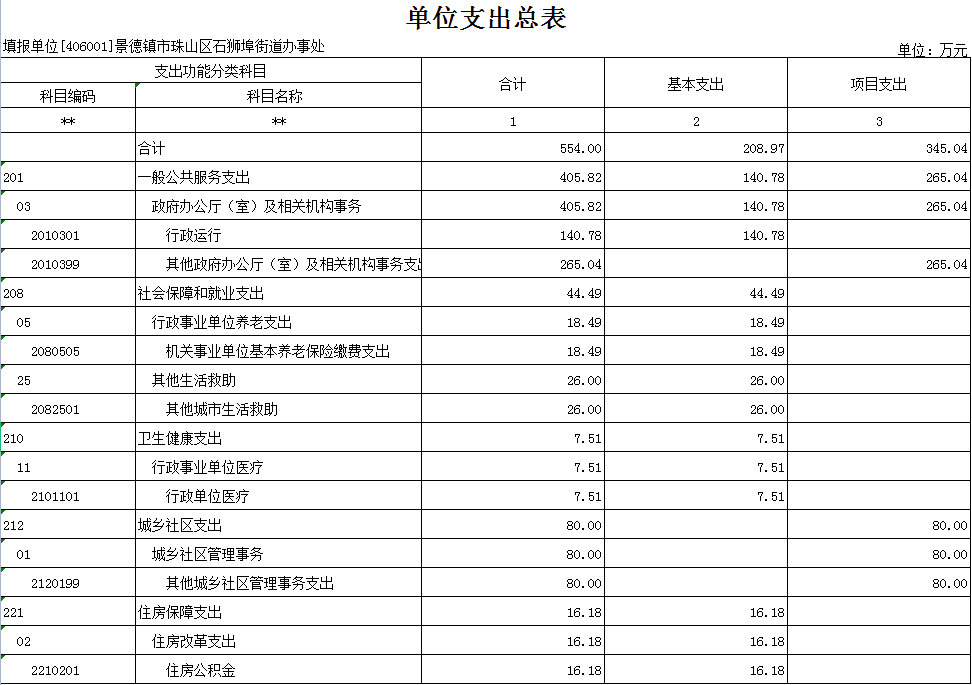 单位支出总表
填报单位[406001]景德镇市珠山区石狮埠街道办事处 单位：万元
支出功能分类科目 合计 基本支出 项目支出
科目编码 科目名称
** ** 1 2 3
合计 554.00 208.97 345.04
201 一般公共服务支出 405.82 140.78 265.04
03 政府办公厅（室）及相关机构事务 405.82 140.78 265.04
2010301 行政运行 140.78 140.78
2010399 其他政府办公厅（室）及相关机构事务支出 265.04 265.04
208 社会保障和就业支出 44.49 44.49
05 行政事业单位养老支出 18.49 18.49
2080505 机关事业单位基本养老保险缴费支出 18.49 18.49
25 其他生活救助 26.00 26.00
2082501 其他城市生活救助 26.00 26.00
210 卫生健康支出 7.51 7.51
11 行政事业单位医疗 7.51 7.51
2101101 行政单位医疗 7.51 7.51
212 城乡社区支出 80.00 80.00
01 城乡社区管理事务 80.00 80.00
2120199 其他城乡社区管理事务支出 80.00 80.00
221 住房保障支出 16.18 16.18
02 住房改革支出 16.18 16.18
2210201 住房公积金 16.18 16.18